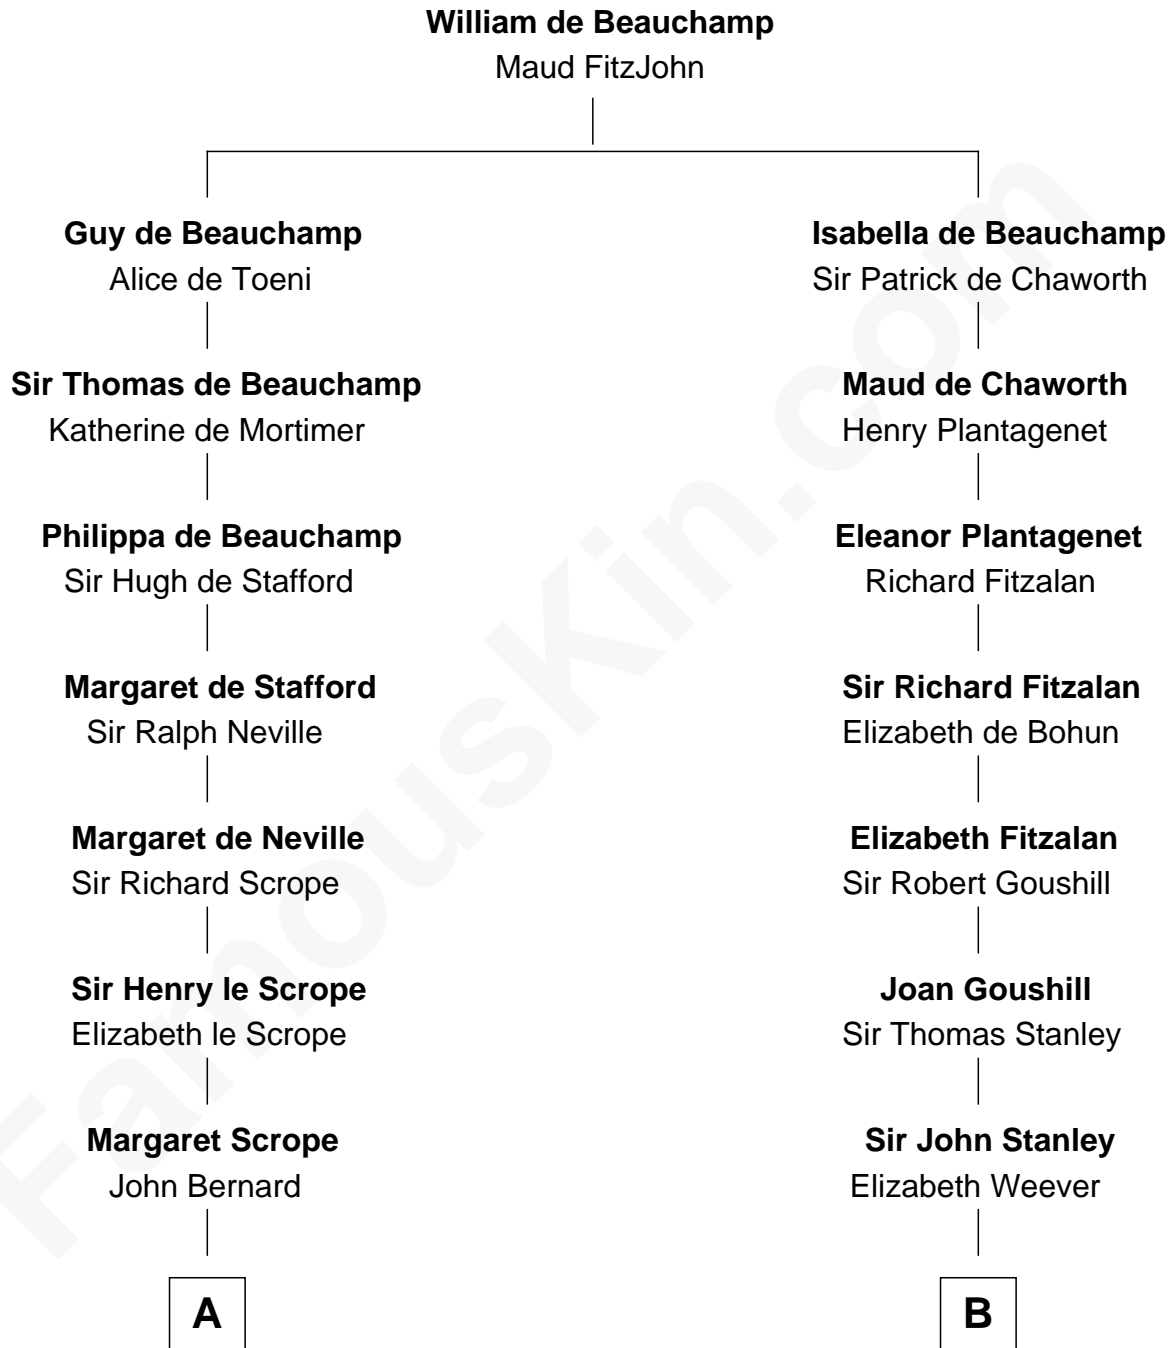 William de Beauchamp
Maud FitzJohn
Guy de Beauchamp
Alice de Toeni
Sir Thomas de Beauchamp
Katherine de Mortimer
Philippa de Beauchamp
Sir Hugh de Stafford
Margaret de Stafford
Sir Ralph Neville
Margaret de Neville
Sir Richard Scrope
Sir Henry le Scrope
Elizabeth le Scrope
Margaret Scrope
John Bernard
A
Isabella de Beauchamp
Sir Patrick de Chaworth
Maud de Chaworth
Henry Plantagenet
Eleanor Plantagenet
Richard Fitzalan
Sir Richard Fitzalan
Elizabeth de Bohun
Elizabeth Fitzalan
Sir Robert Goushill
Joan Goushill
Sir Thomas Stanley
Sir John Stanley
Elizabeth Weever
B
FamousKin.com